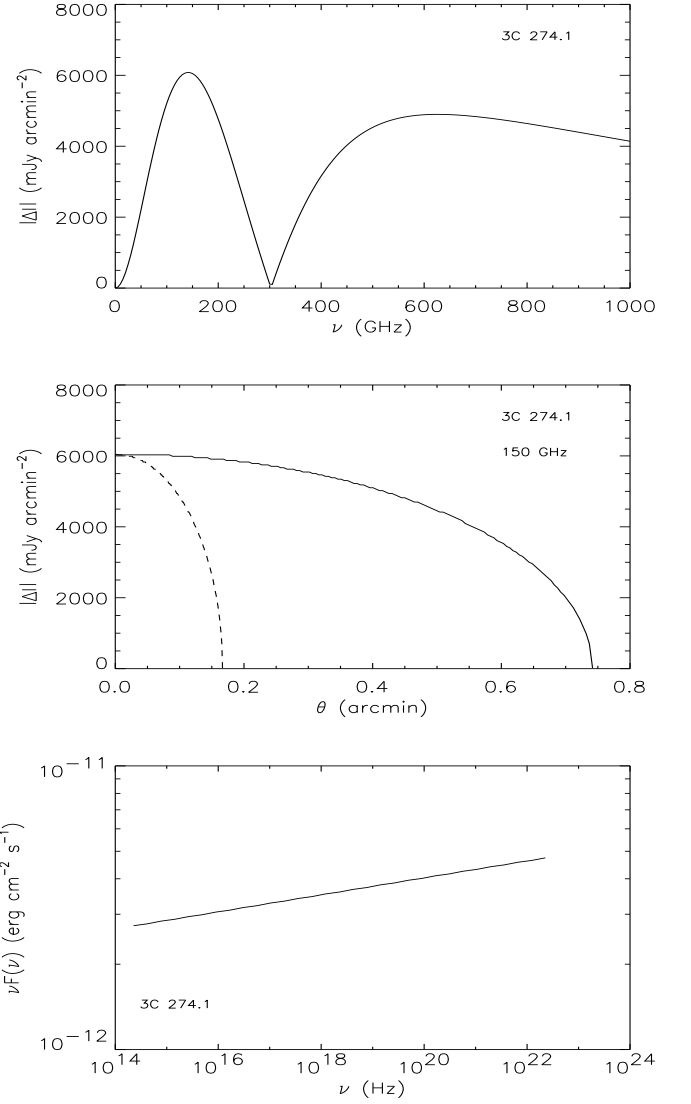 8000
3C 274.1
6000
|ΔI| (mJy arcmin⁻²)
4000
2000
0
0 200 400 600 800 1000
ν (GHz)
8000
3C 274.1
150 GHz
6000
|ΔI| (mJy arcmin⁻²)
4000
2000
0
0.0 0.2 0.4 0.6 0.8
θ (arcmin)
10⁻¹¹
νF(ν) (erg cm⁻² s⁻¹)
3C 274.1
10⁻¹²
10¹⁴ 10¹⁶ 10¹⁸ 10²⁰ 10²² 10²⁴
ν (Hz)